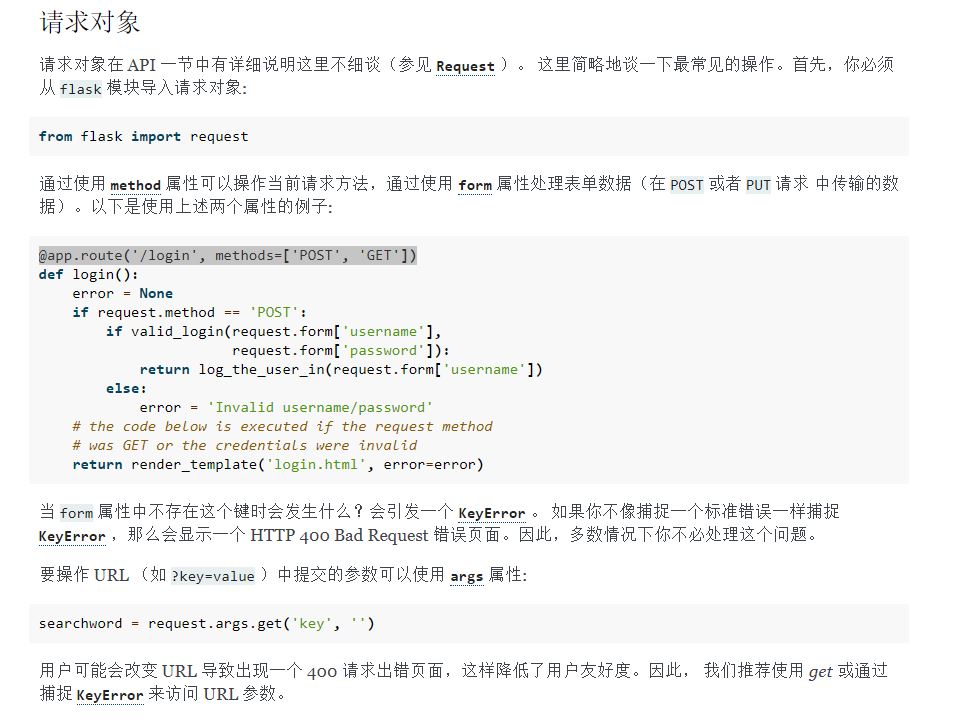 请求对象
请求对象在 API 一节中有详细说明这里不细谈（参见 Request ）。 这里简略地谈一下最常见的操作。首先，你必须
从 flask 模块导入请求对象:
from flask import request
通过使用 method 属性可以操作当前请求方法，通过使用 form 属性处理表单数据（在 POST 或者 PUT 请求 中传输的数
据）。以下是使用上述两个属性的例子:
@app.route('/login', methods=['POST', 'GET'])
def login():
    error = None
    if request.method == 'POST':
        if valid_login(request.form['username'],
                       request.form['password']):
            return log_the_user_in(request.form['username'])
        else:
            error = 'Invalid username/password'
    # the code below is executed if the request method
    # was GET or the credentials were invalid
    return render_template('login.html', error=error)
当 form 属性中不存在这个键时会发生什么？会引发一个 KeyError 。 如果你不像捕捉一个标准错误一样捕捉
KeyError ，那么会显示一个 HTTP 400 Bad Request 错误页面。因此，多数情况下你不必处理这个问题。
要操作 URL （如 ?key=value ）中提交的参数可以使用 args 属性:
searchword = request.args.get('key', '')
用户可能会改变 URL 导致出现一个 400 请求出错页面，这样降低了用户友好度。因此， 我们推荐使用 get 或通过
捕捉 KeyError 来访问 URL 参数。